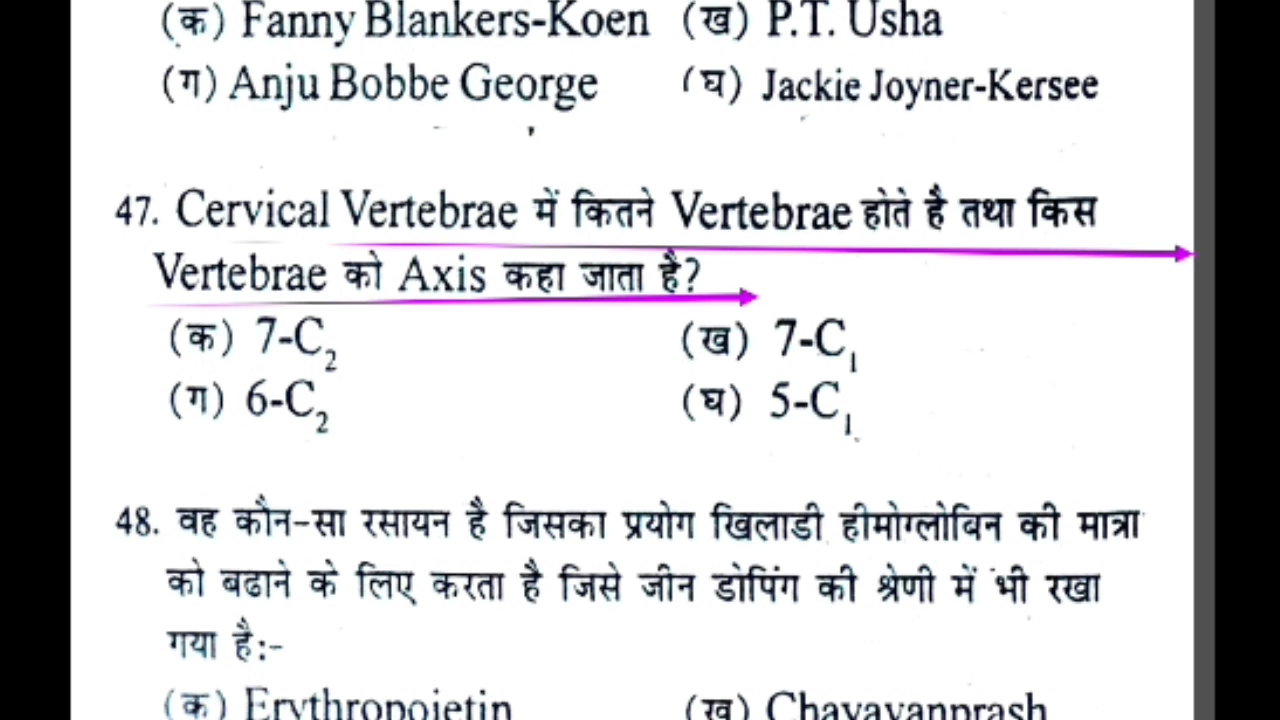 (क) Fanny Blankers-Koen (ख) P.T. Usha
(ग) Anju Bobbe George (घ) Jackie Joyner-Kersee
47. Cervical Vertebrae में कितने Vertebrae होते है तथा किस
Vertebrae को Axis कहा जाता है?
(क) 7-C₂ (ख) 7-C₁
(ग) 6-C₂ (घ) 5-C₁
48. वह कौन-सा रसायन है जिसका प्रयोग खिलाडी हीमोग्लोबिन की मात्रा
को बढाने के लिए करता है जिसे जीन डोपिंग की श्रेणी में भी रखा
गया है:-
(क) Erythropoietin (ख) Chavavanprash